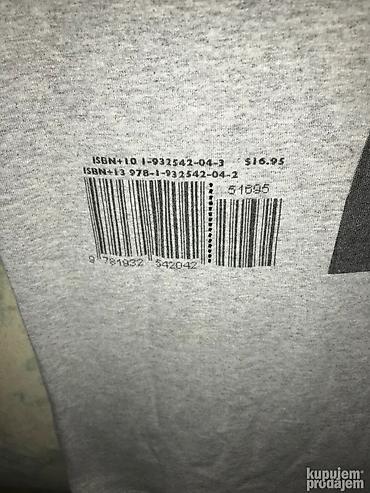 ISBN+10 1-932542-04-3 $16.95
ISBN+13 978-1-932542-04-2
51695
9 781932 542042
kupujem
prodajem